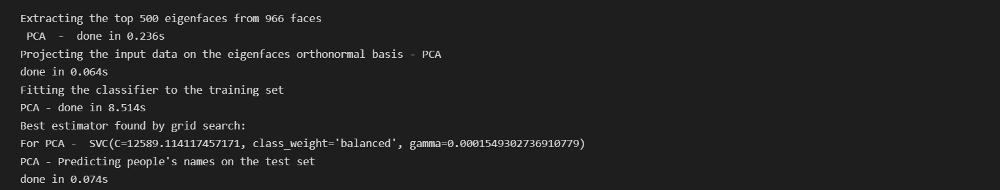 Extracting the top 500 eigenfaces from 966 faces
PCA - done in 0.236s
Projecting the input data on the eigenfaces orthonormal basis - PCA
done in 0.064s
Fitting the classifier to the training set
PCA - done in 8.514s
Best estimator found by grid search:
For PCA - SVC(C=12589.114117457171, class_weight='balanced', gamma=0.0001549302736910779)
PCA - Predicting people's names on the test set
done in 0.074s